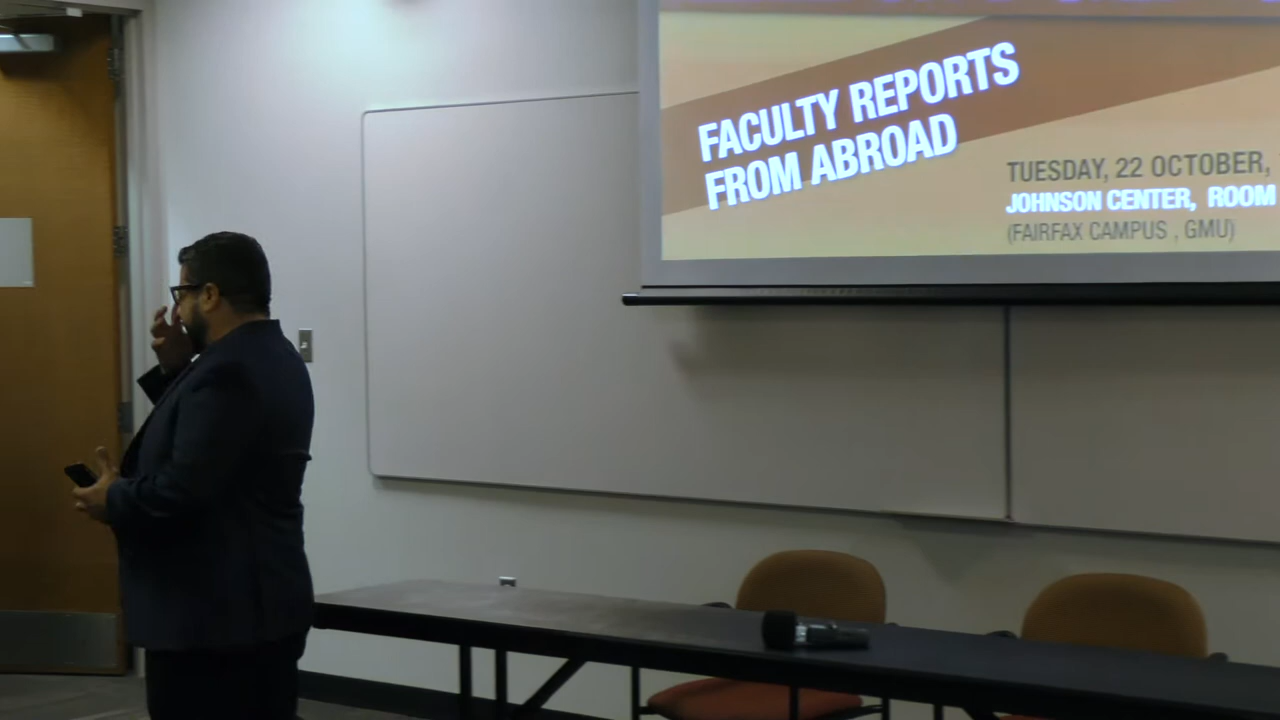 FACULTY REPORTS
FROM ABROAD
TUESDAY, 22 OCTOBER,
JOHNSON CENTER, ROOM
(FAIRFAX CAMPUS , GMU)